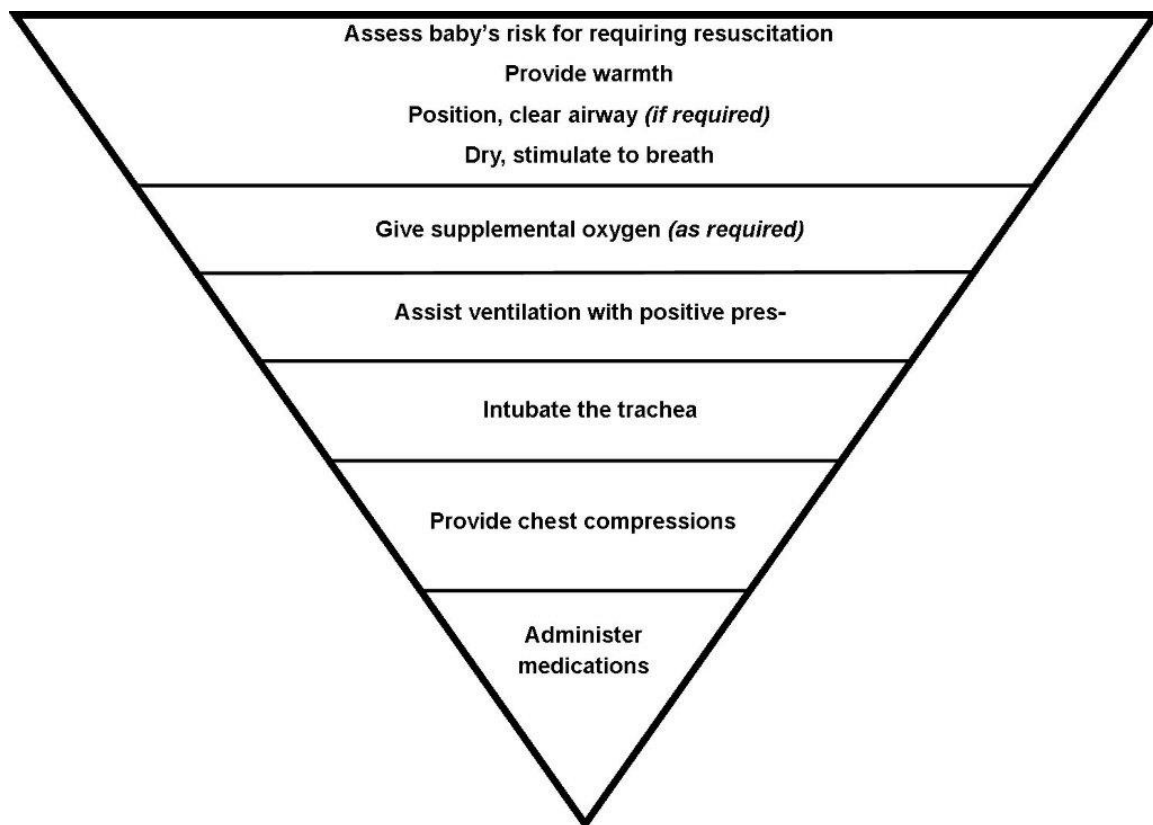 Assess baby’s risk for requiring resuscitation
Provide warmth
Position, clear airway (if required)
Dry, stimulate to breath
Give supplemental oxygen (as required)
Assist ventilation with positive pres-
Intubate the trachea
Provide chest compressions
Administer
medications